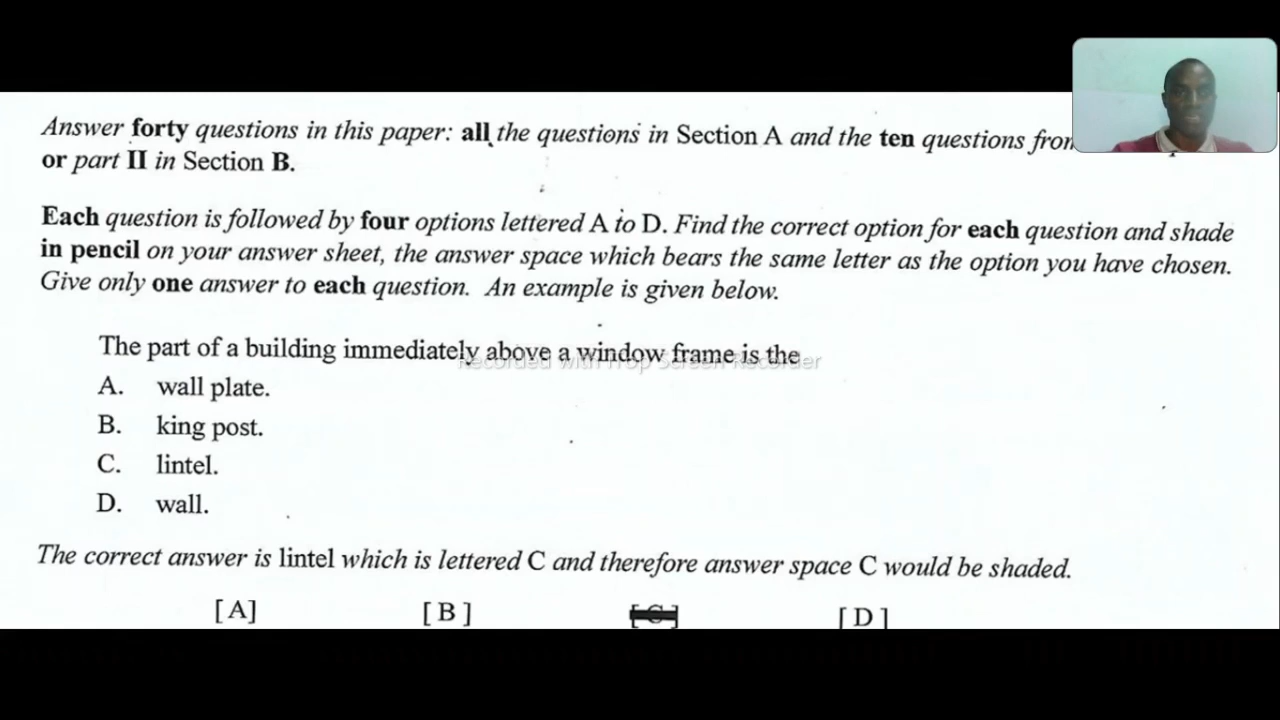 Answer forty questions in this paper: all the questions in Section A and the ten questions from
or part II in Section B.
Each question is followed by four options lettered A to D. Find the correct option for each question and shade
in pencil on your answer sheet, the answer space which bears the same letter as the option you have chosen.
Give only one answer to each question. An example is given below.
The part of a building immediately above a window frame is the
Recorded with iTop Screen Recorder
A. wall plate.
B. king post.
C. lintel.
D. wall.
The correct answer is lintel which is lettered C and therefore answer space C would be shaded.
[A] [B] [C] [D]